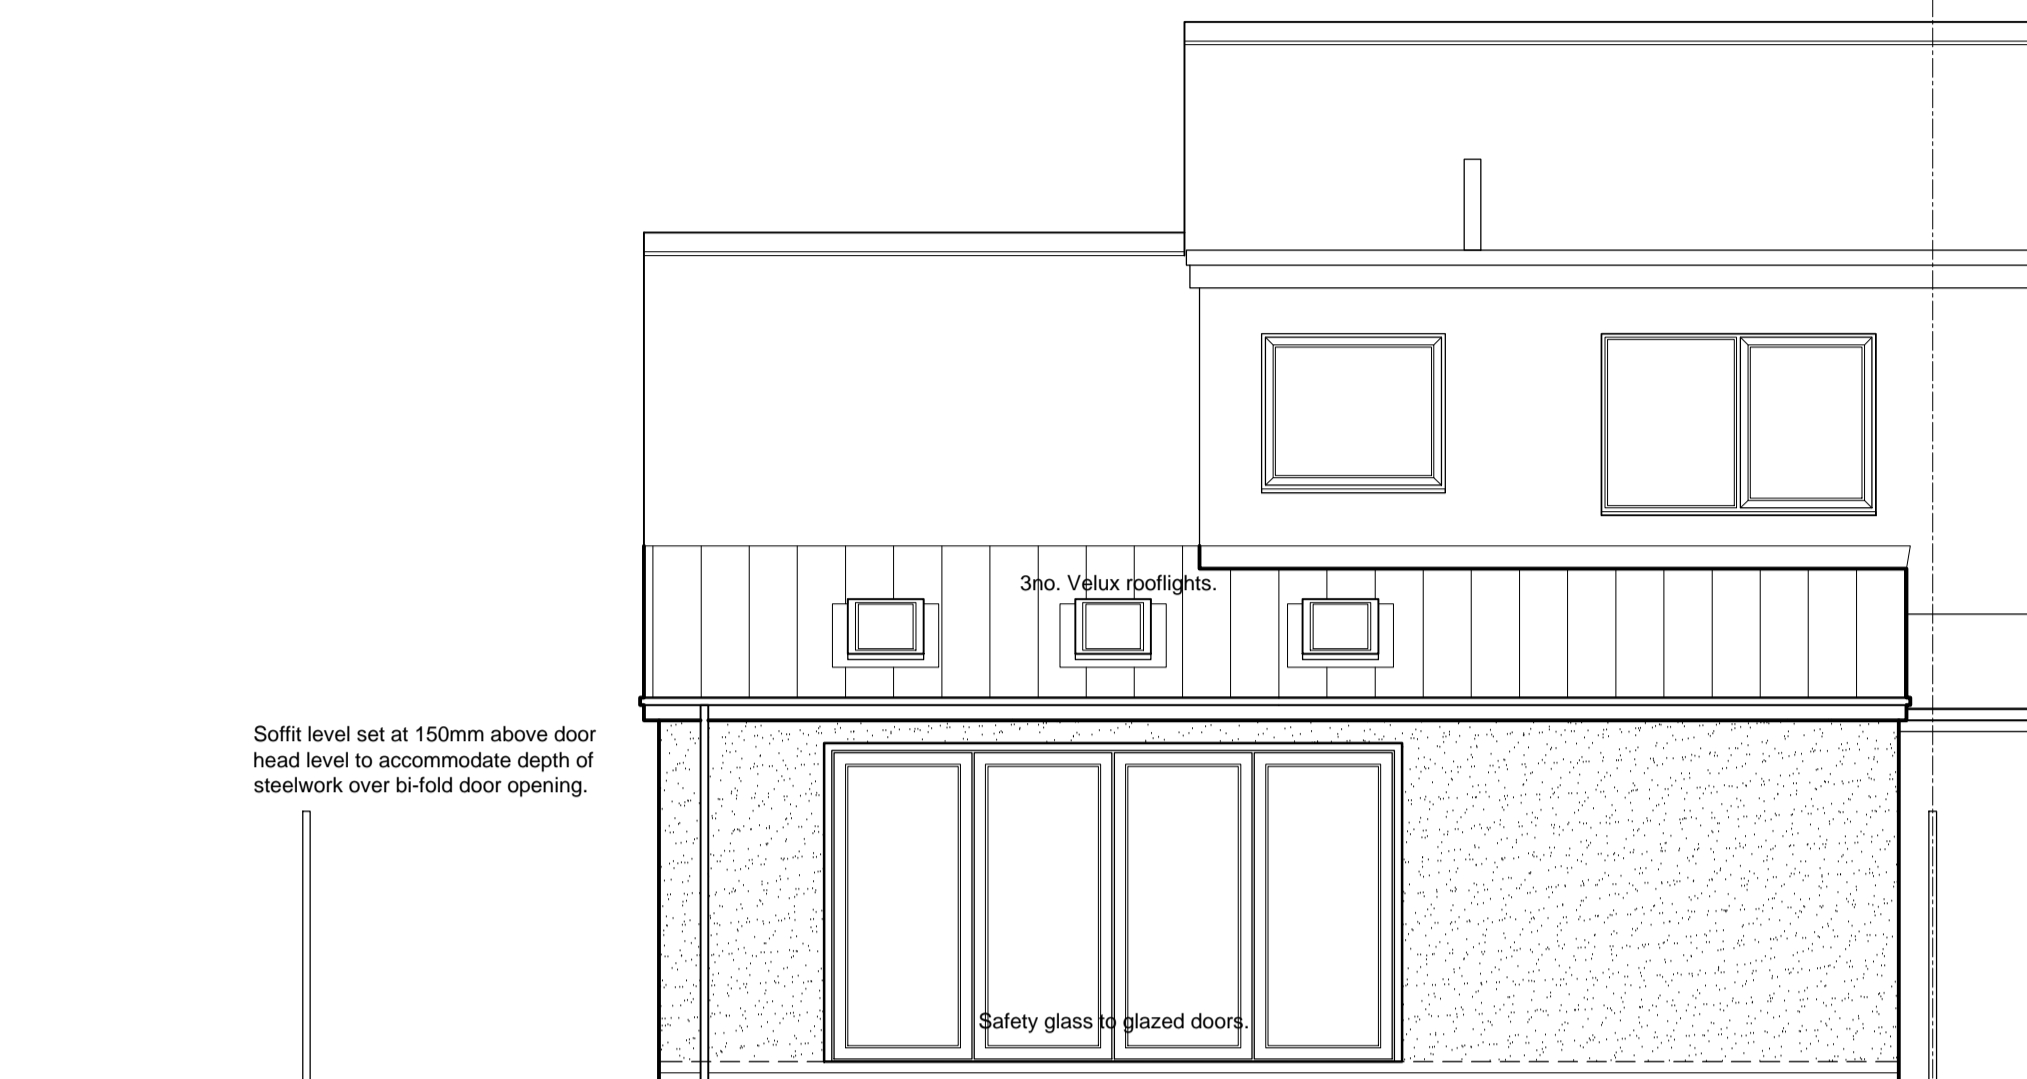 3no. Velux rooflights.
Soffit level set at 150mm above door
head level to accommodate depth of
steelwork over bi-fold door opening.
Safety glass to glazed doors.